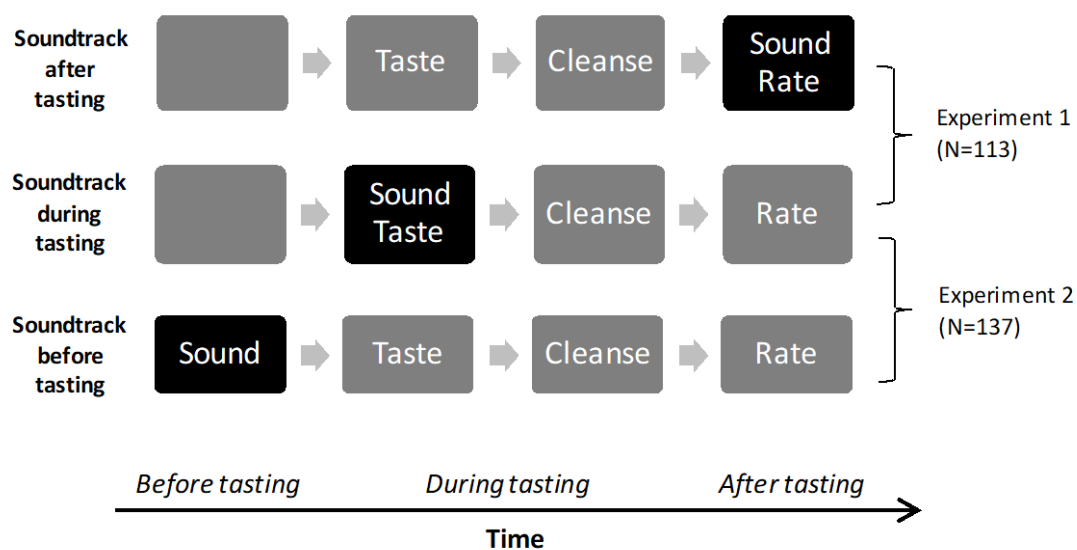 Soundtrack
after
tasting
Taste
Cleanse
Sound
Rate
Experiment 1
(N=113)
Soundtrack
during
tasting
Sound
Taste
Cleanse
Rate
Experiment 2
(N=137)
Soundtrack
before
tasting
Sound
Taste
Cleanse
Rate
Before tasting
During tasting
After tasting
Time